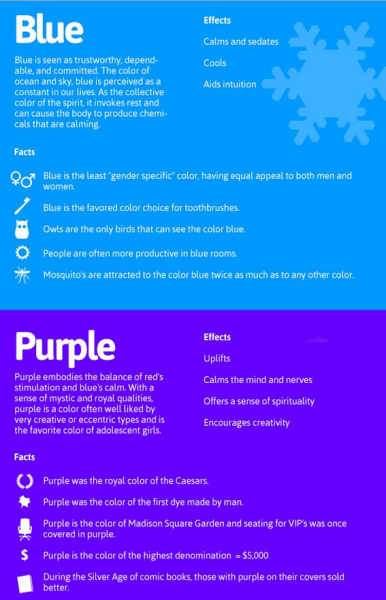 Blue
Blue is seen as trustworthy, depend-
able, and committed. The color of
ocean and sky, blue is perceived as a
constant in our lives. As the collective
color of the spirit, it invokes rest and
can cause the body to produce chemi-
cals that are calming.
Effects
Calms and sedates
Cools
Aids intuition
Facts
Blue is the least "gender specific" color, having equal appeal to both men and
women.
Blue is the favored color choice for toothbrushes.
Owls are the only birds that can see the color blue.
People are often more productive in blue rooms.
Mosquito's are attracted to the color blue twice as much as to any other color.
Purple
Purple embodies the balance of red's
stimulation and blue's calm. With a
sense of mystic and royal qualities,
purple is a color often well liked by
very creative or eccentric types and is
the favorite color of adolescent girls.
Effects
Uplifts
Calms the mind and nerves
Offers a sense of spirituality
Encourages creativity
Facts
Purple was the royal color of the Caesars.
Purple was the color of the first dye made by man.
Purple is the color of Madison Square Garden and seating for VIP's was once
covered in purple.
$ Purple is the color of the highest denomination = $5,000
During the Silver Age of comic books, those with purple on their covers sold
better.